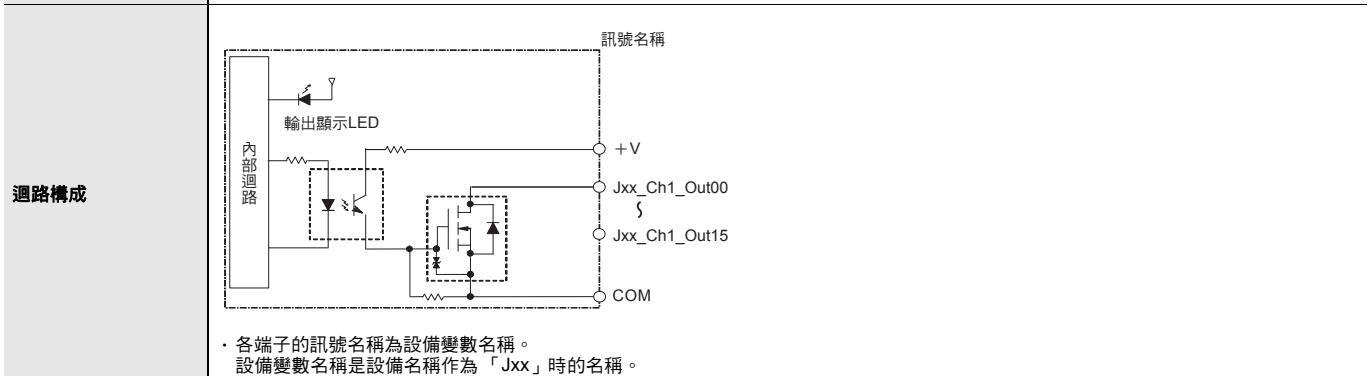 迴路構成
訊號名稱
輸出顯示LED
內部迴路
＋V
Jxx_Ch1_Out00
∫
Jxx_Ch1_Out15
COM
・各端子的訊號名稱為設備變數名稱。
設備變數名稱是設備名稱作為「Jxx」時的名稱。